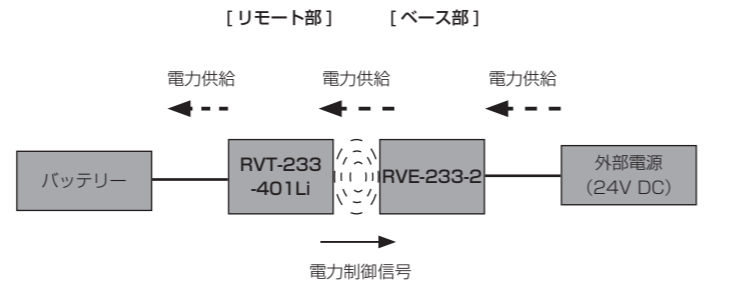 [リモート部]
[ベース部]
電力供給
電力供給
電力供給
バッテリー
RVT-233
-401Li
RVE-233-2
外部電源
(24V DC)
電力制御信号